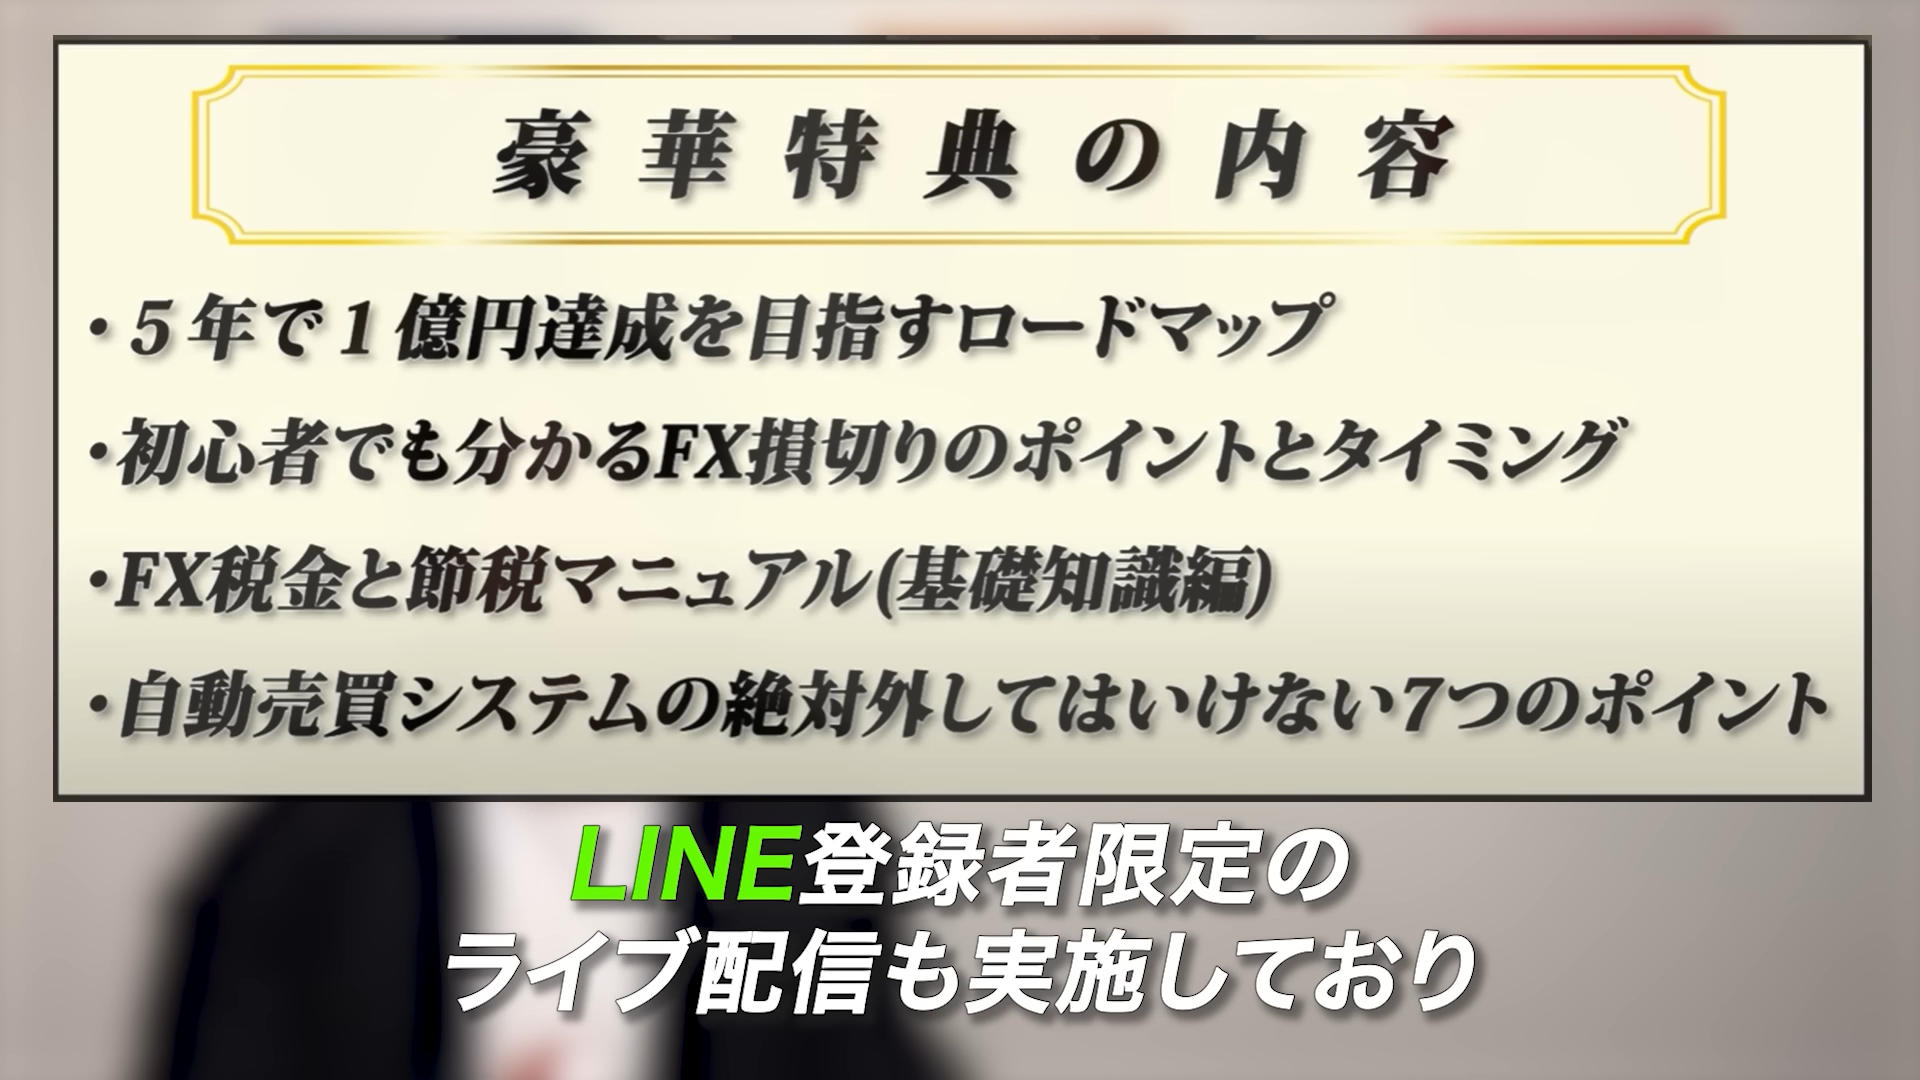 豪華特典の内容
・5年で1億円達成を目指すロードマップ
・初心者でも分かるFX損切りのポイントとタイミング
・FX税金と節税マニュアル(基礎知識編)
・自動売買システムの絶対外してはいけない7つのポイント
LINE登録者限定の
ライブ配信も実施しており